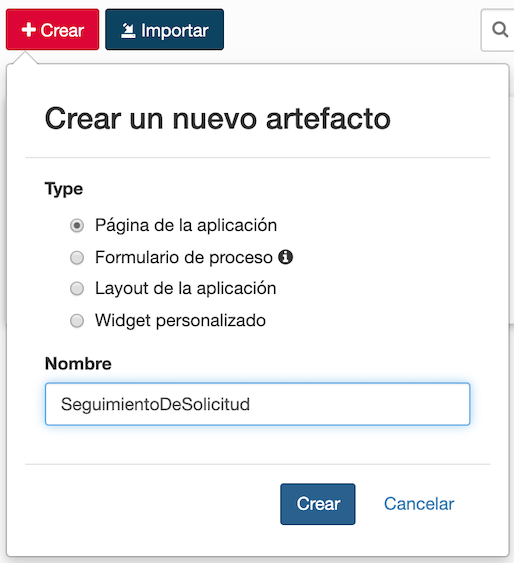 Crear
Importar
Crear un nuevo artefacto
Type
Página de la aplicación
Formulario de proceso
Layout de la aplicación
Widget personalizado
Nombre
SeguimientoDeSolicitud
Crear
Cancelar